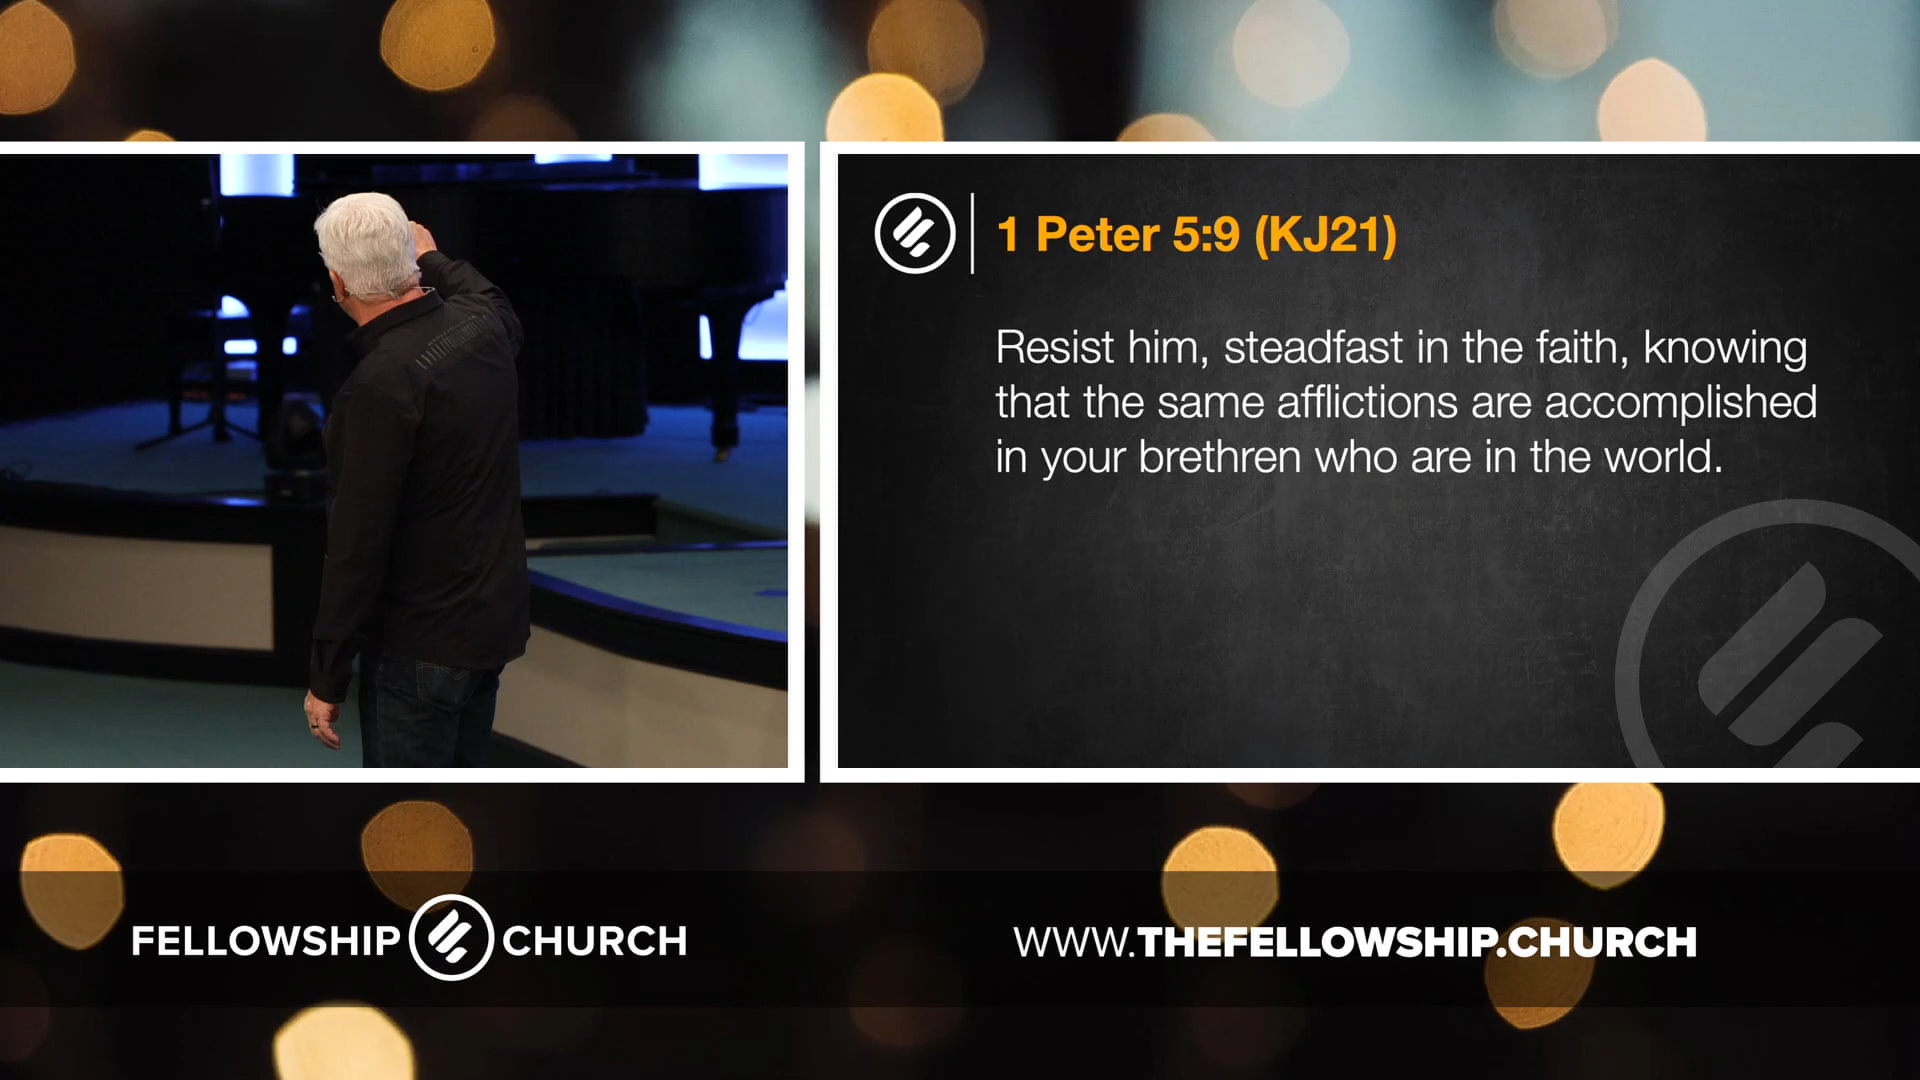 1 Peter 5:9 (KJ21)
Resist him, steadfast in the faith, knowing
that the same afflictions are accomplished
in your brethren who are in the world.
FELLOWSHIP CHURCH
WWW.THEFELLOWSHIP.CHURCH